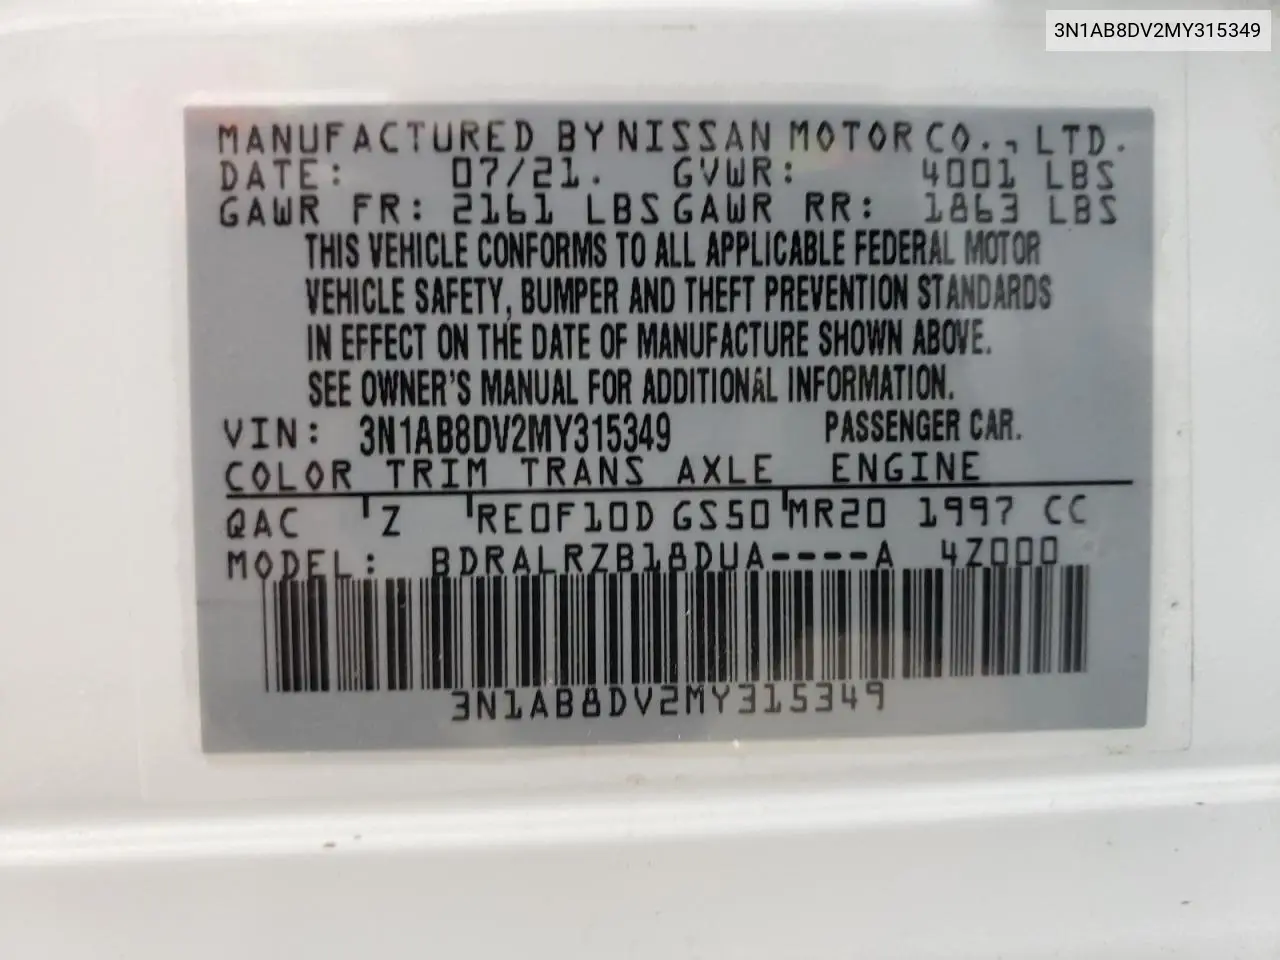 3N1AB8DV2MY315349
MANUFACTURED BY NISSAN MOTOR CO., LTD.
DATE: 07/21. GVWR: 4001 LBS
GAWR FR: 2161 LBS GAWR RR: 1863 LBS
THIS VEHICLE CONFORMS TO ALL APPLICABLE FEDERAL MOTOR
VEHICLE SAFETY, BUMPER AND THEFT PREVENTION STANDARDS
IN EFFECT ON THE DATE OF MANUFACTURE SHOWN ABOVE.
SEE OWNER'S MANUAL FOR ADDITIONAL INFORMATION.
VIN: 3N1AB8DV2MY315349 PASSENGER CAR.
COLOR TRIM TRANS AXLE ENGINE
QAC Z RE0F10D GS50 MR20 1997 CC
MODEL: BDRALRZB18DUA----A 4Z000
3N1AB8DV2MY315349